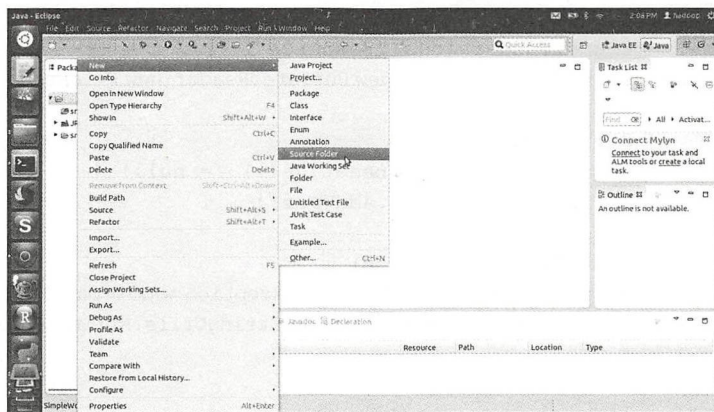 Java - Eclipse
2:08 PM hadoop
File Edit Source Refactor Navigate Search Project Run Window Help
Quick Access
Java EE Java
Packa
New
Go Into
Open in New Window
Open Type Hierarchy F4
Show In Shift+Alt+W
Copy Ctrl+C
Copy Qualified Name
Paste Ctrl+V
Delete Delete
Remove from Context Shift+Ctrl+Alt+Down
Build Path
Source Shift+Alt+S
Refactor Shift+Alt+T
Import...
Export...
Refresh F5
Close Project
Assign Working Sets...
Run As
Debug As
Profile As
Validate
Team
Compare With
Restore from Local History...
Configure
Properties Alt+Enter
Java Project
Project...
Package
Class
Interface
Enum
Annotation
Source Folder
Java Working Set
Folder
File
Untitled Text File
JUnit Test Case
Task
Example...
Other... Ctrl+N
Task List
Find All Activat...
Connect Mylyn
Connect to your task and
ALM tools or create a local
task.
Outline
An outline is not available.
Javadoc Declaration
Resource Path Location Type
SimpleWo